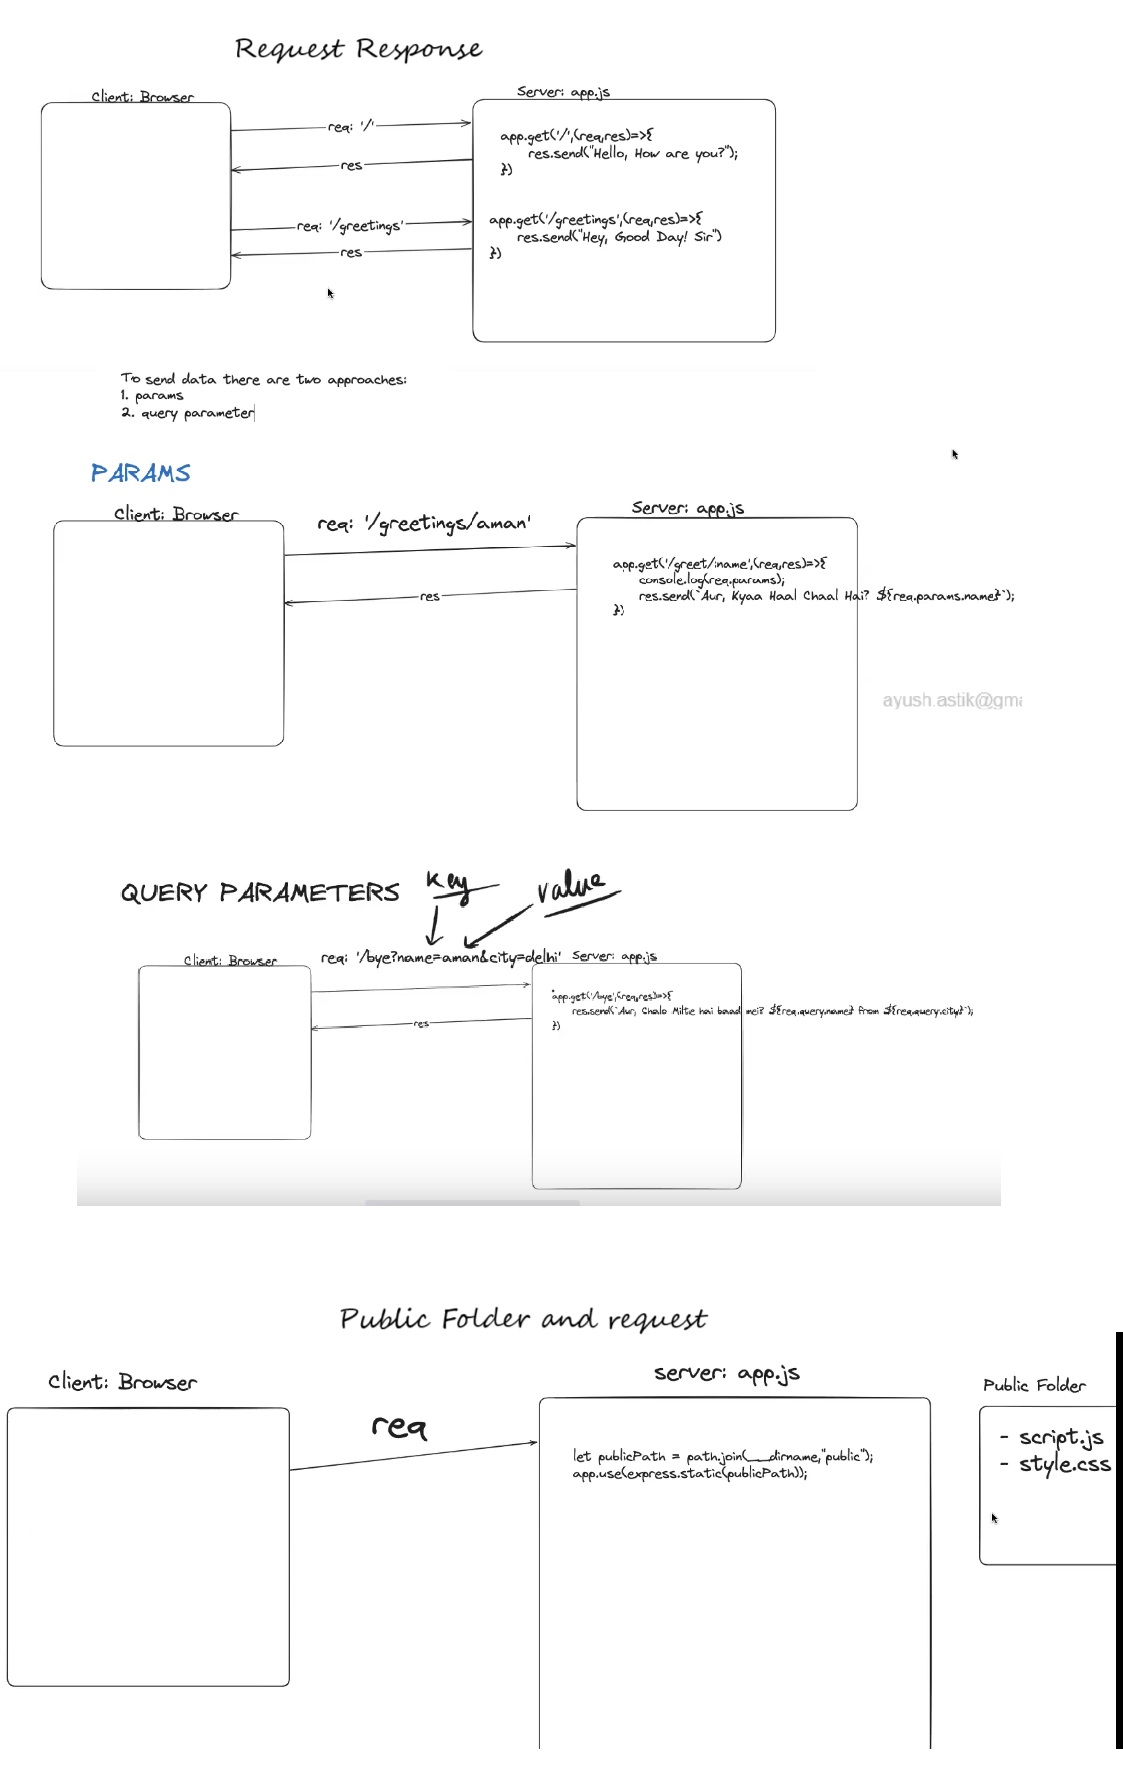 Request Response
Client: Browser
Server: app.js
req: '/'
app.get('/',(req,res)=>{
res.send("Hello, How are you?");
})
res
req: '/greetings'
app.get('/greetings',(req,res)=>{
res.send("Hey, Good Day! Sir")
})
res
To send data there are two approaches:
1. params
2. query parameter
PARAMS
Client: Browser
req: '/greetings/aman'
Server: app.js
app.get('/greet/:name',(req,res)=>{
console.log(req.params);
res.send(`Aur, Kyaa Haal Chaal Hai? ${req.params.name}`);
})
res
ayush.astik@gma
QUERY PARAMETERS
key
value
Client: Browser
req: '/bye?name=aman&city=delhi'
Server: app.js
app.get('/bye',(req,res)=>{
res.send(`Aur, Chalo Milte hai baad mei? ${req.query.name} from ${req.query.city}`);
})
res
Public Folder and request
Client: Browser
server: app.js
Public Folder
req
let publicPath = path.join(__dirname,"public");
app.use(express.static(publicPath));
- script.js
- style.css